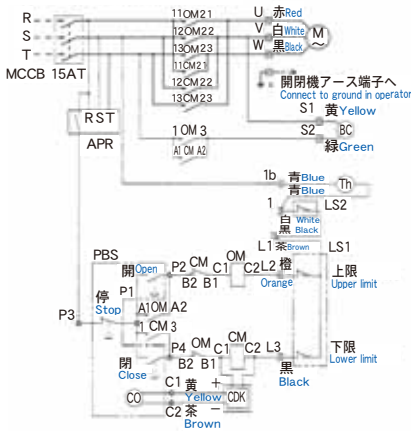 R 11OM21 U 赤Red
S 12OM22 V 白White M
T 13OM23 W 黒Black
MCCB 15AT
11CM21
12CM22
13CM23
開閉機アース端子へ
Connect to ground in operator
S1 黄Yellow
RST 1OM3 S2 BC
APR A1 CM A2 緑Green
1b 青Blue Th
青Blue
1 LS2
白 White
黒 Black
L1 茶Brown LS1
PBS
開Open P2 CM OM L2 橙 上限
B2 B1 C1 C2 Orange Upper limit
停 P1
Stop A1OM A2
P3 1 CM 3
P4 OM CM L3 下限
閉 B2 B1 C1 C2 黒 Lower limit
Close Black
C1 黄 +
CO Yellow CDK
C2 茶 −
Brown